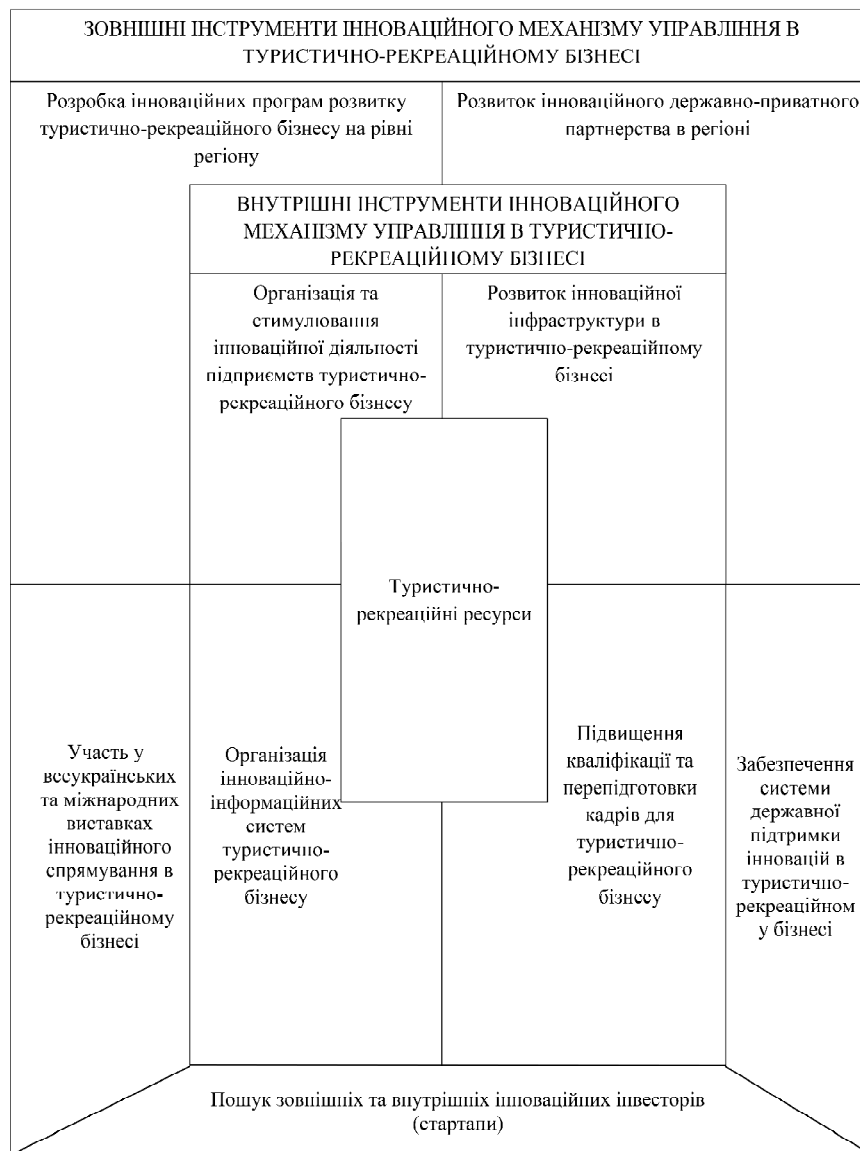 ЗОВНІШНІ ІНСТРУМЕНТИ ІННОВАЦІЙНОГО МЕХАНІЗМУ УПРАВЛІННЯ В
ТУРИСТИЧНО-РЕКРЕАЦІЙНОМУ БІЗНЕСІ
Розробка інноваційних програм розвитку
туристично-рекреаційного бізнесу на рівні
регіону
Розвиток інноваційного державно-приватного
партнерства в регіоні
ВНУТРІШНІ ІНСТРУМЕНТИ ІННОВАЦІЙНОГО
МЕХАНІЗМУ УПРАВЛІННЯ В ТУРИСТИЧНО-
РЕКРЕАЦІЙНОМУ БІЗНЕСІ
Організація та
стимулювання
інноваційної діяльності
підприємств туристично-
рекреаційного бізнесу
Розвиток інноваційної
інфраструктури в
туристично-рекреаційному
бізнесі
Туристично-
рекреаційні ресурси
Участь у
всеукраїнських
та міжнародних
виставках
інноваційного
спрямування в
туристично-
рекреаційному
бізнесі
Організація
інноваційно-
інформаційних
систем
туристично-
рекреаційного
бізнесу
Підвищення
кваліфікації та
перепідготовки
кадрів для
туристично-
рекреаційного
бізнесу
Забезпечення
системи
державної
підтримки
інновацій в
туристично-
рекреаційном
у бізнесі
Пошук зовнішніх та внутрішніх інноваційних інвесторів
(стартапи)